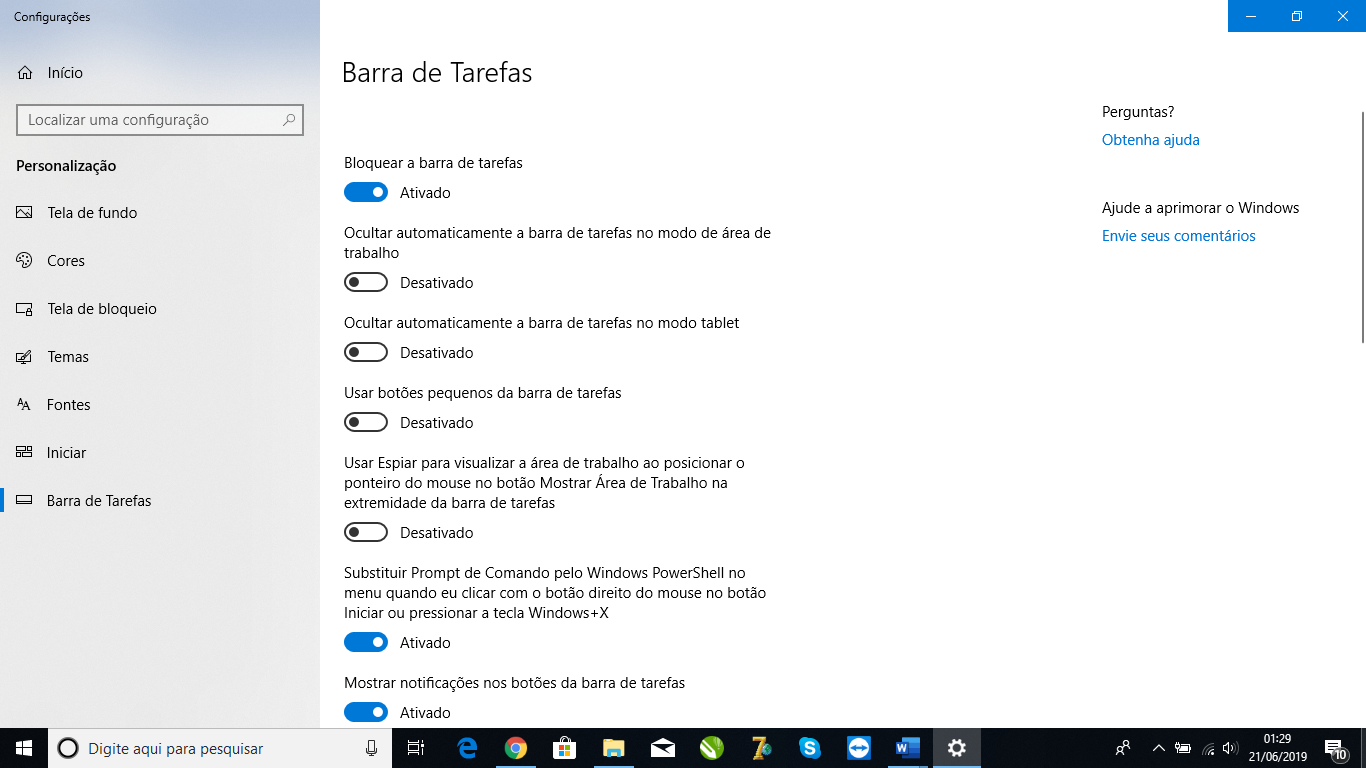 Configurações
Início
Localizar uma configuração
Personalização
Tela de fundo
Cores
Tela de bloqueio
Temas
Fontes
Iniciar
Barra de Tarefas
Barra de Tarefas
Bloquear a barra de tarefas
Ativado
Ocultar automaticamente a barra de tarefas no modo de área de
trabalho
Desativado
Ocultar automaticamente a barra de tarefas no modo tablet
Desativado
Usar botões pequenos da barra de tarefas
Desativado
Usar Espiar para visualizar a área de trabalho ao posicionar o
ponteiro do mouse no botão Mostrar Área de Trabalho na
extremidade da barra de tarefas
Desativado
Substituir Prompt de Comando pelo Windows PowerShell no
menu quando eu clicar com o botão direito do mouse no botão
Iniciar ou pressionar a tecla Windows+X
Ativado
Mostrar notificações nos botões da barra de tarefas
Ativado
Perguntas?
Obtenha ajuda
Ajude a aprimorar o Windows
Envie seus comentários
Digite aqui para pesquisar
01:29
21/06/2019
10